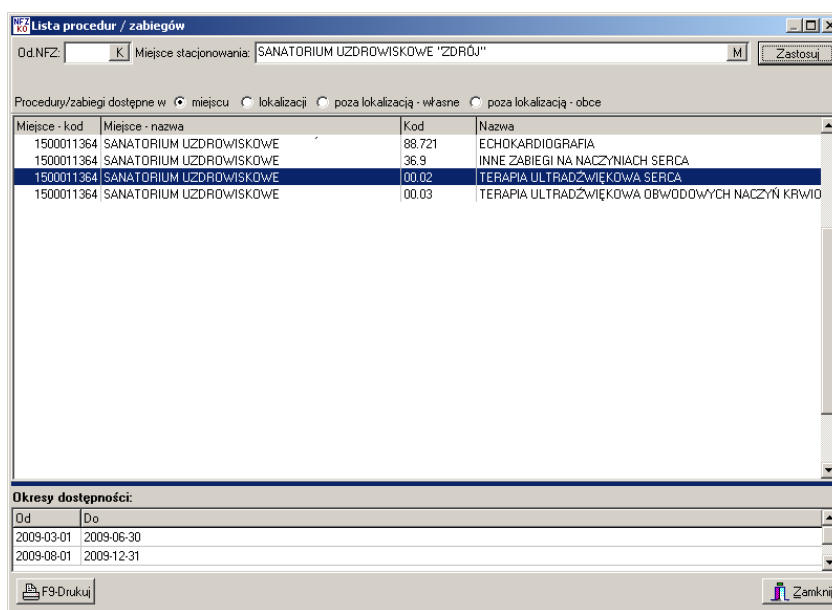 NFZ KO Lista procedur / zabiegów
Od.NFZ: K Miejsce stacjonowania: SANATORIUM UZDROWISKOWE "ZDRÓJ" M Zastosuj
Procedury/zabiegi dostępne w miejscu lokalizacji poza lokalizacją - własne poza lokalizacją - obce
Miejsce - kod Miejsce - nazwa Kod Nazwa
1500011364 SANATORIUM UZDROWISKOWE 88.721 ECHOKARDIOGRAFIA
1500011364 SANATORIUM UZDROWISKOWE 36.9 INNE ZABIEGI NA NACZYNIACH SERCA
1500011364 SANATORIUM UZDROWISKOWE 00.02 TERAPIA ULTRADŹWIĘKOWA SERCA
1500011364 SANATORIUM UZDROWISKOWE 00.03 TERAPIA ULTRADŹWIĘKOWA OBWODOWYCH NACZYŃ KRWIO
Okresy dostępności:
Od Do
2009-03-01 2009-06-30
2009-08-01 2009-12-31
F9-Drukuj Zamknij